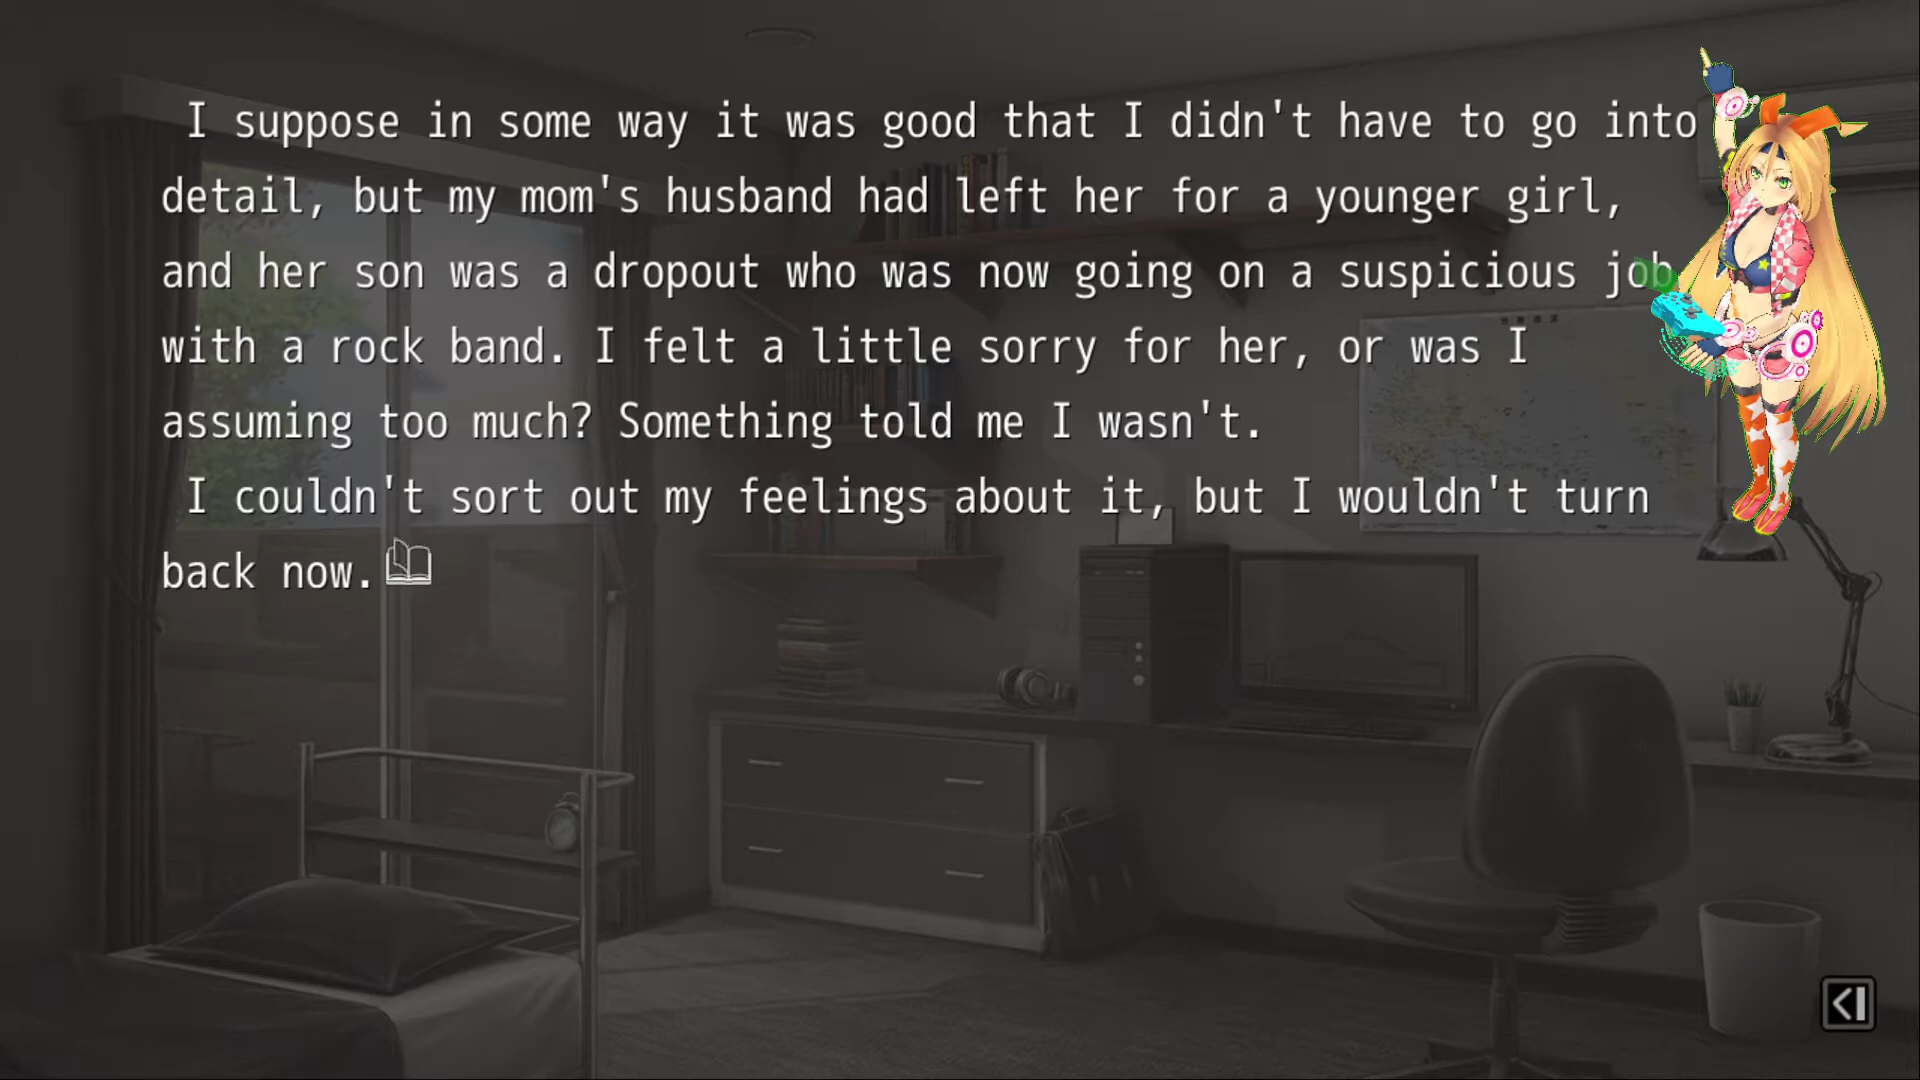 I suppose in some way it was good that I didn't have to go into
detail, but my mom's husband had left her for a younger girl,
and her son was a dropout who was now going on a suspicious job
with a rock band. I felt a little sorry for her, or was I
assuming too much? Something told me I wasn't.
I couldn't sort out my feelings about it, but I wouldn't turn
back now.